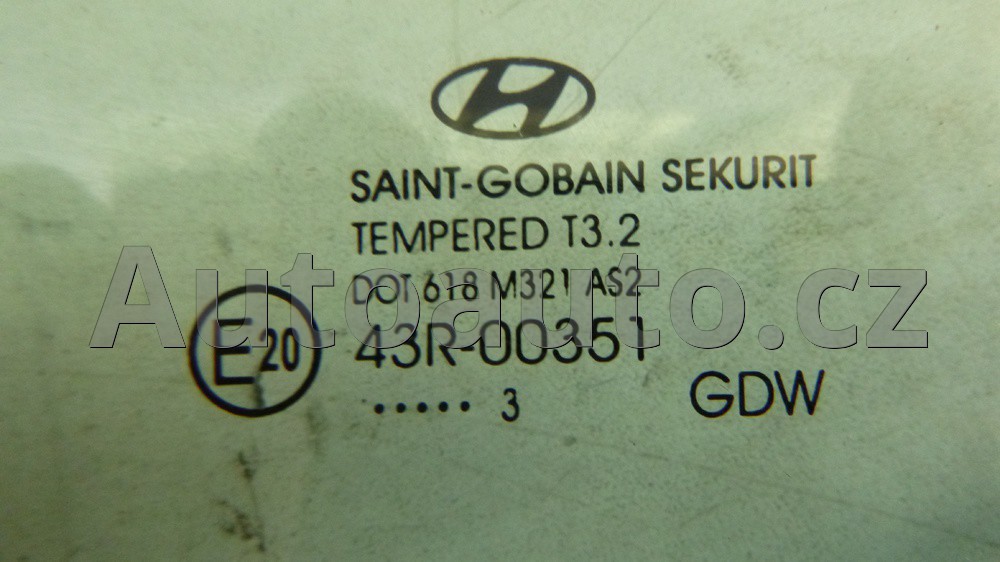 SAINT-GOBAIN SEKURIT
TEMPERED T3.2
DOT 618 M321 AS2
E20
43R-00351
..... 3
GDW
Autoauto.cz